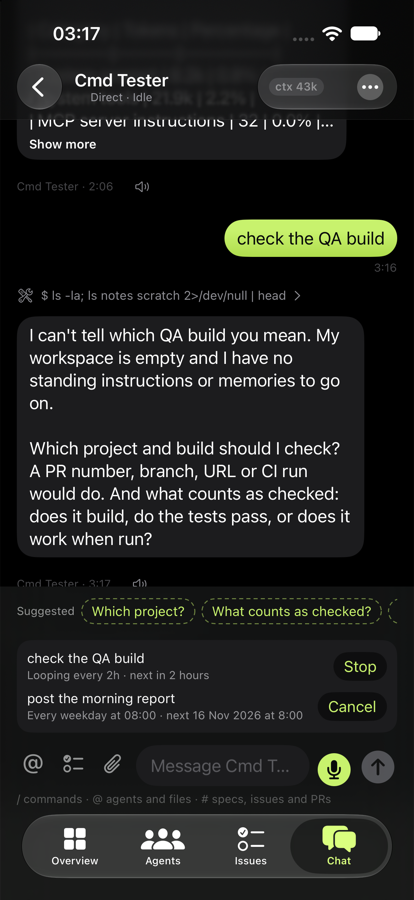 03:17
Cmd Tester
Direct · Idle
ctx 43k
| MCP server instructions | 32 | 0.0% |...
Show more
Cmd Tester · 2:06
check the QA build
3:16
$ ls -la; ls notes scratch 2>/dev/null | head
I can't tell which QA build you mean. My
workspace is empty and I have no
standing instructions or memories to go
on.
Which project and build should I check?
A PR number, branch, URL or CI run
would do. And what counts as checked:
does it build, do the tests pass, or does it
work when run?
Cmd Tester · 3:17
Suggested
Which project?
What counts as checked?
check the QA build
Looping every 2h · next in 2 hours
Stop
post the morning report
Every weekday at 08:00 · next 16 Nov 2026 at 8:00
Cancel
Message Cmd T...
/ commands · @ agents and files · # specs, issues and PRs
Overview
Agents
Issues
Chat